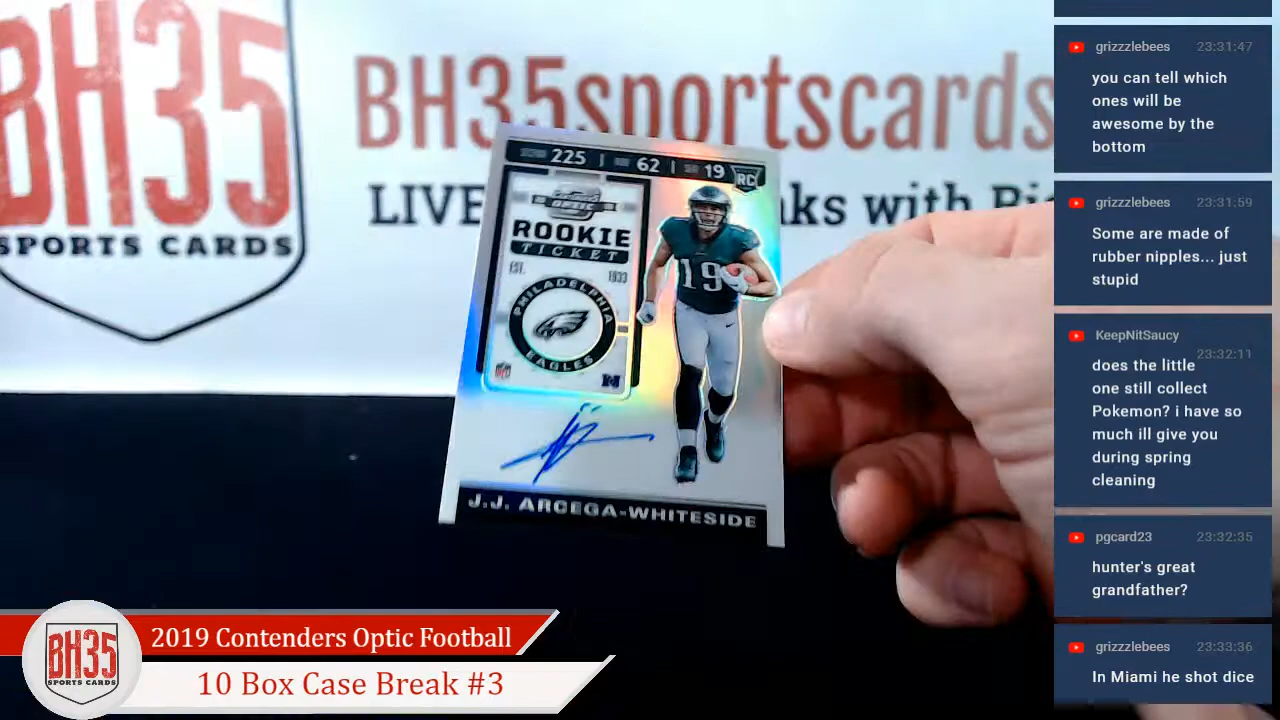 BH35
SPORTS CARDS
BH35sportscards
LIVE
aks with
225 | 62 | 19 RC
OPTIC
ROOKIE
TICKET
EST. 1933
PHILADELPHIA
EAGLES
19
J.J. ARCEGA-WHITESIDE
BH35
SPORTS CARDS
2019 Contenders Optic Football
10 Box Case Break #3
grizzzlebees 23:31:47
you can tell which
ones will be
awesome by the
bottom
grizzzlebees 23:31:59
Some are made of
rubber nipples... just
stupid
KeepNitSaucy
23:32:11
does the little
one still collect
Pokemon? i have so
much ill give you
during spring
cleaning
pgcard23 23:32:35
hunter's great
grandfather?
grizzzlebees 23:33:36
In Miami he shot dice